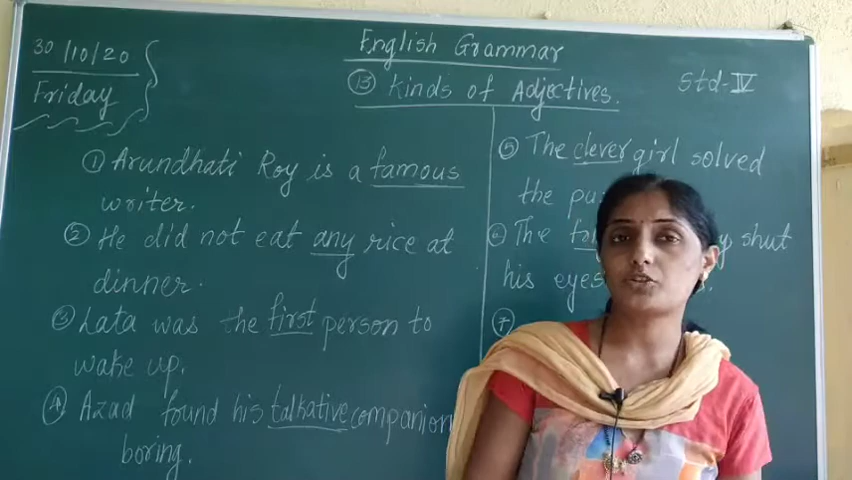 30/10/20
Friday
English Grammar
13 Kinds of Adjectives.
Std-IV
1 Arundhati Roy is a famous
writer.
2 He did not eat any rice at
dinner.
3 Lata was the first person to
wake up.
4 Azad found his talkative companion
boring.
5 The clever girl solved
the
6 The shut
his eyes
7